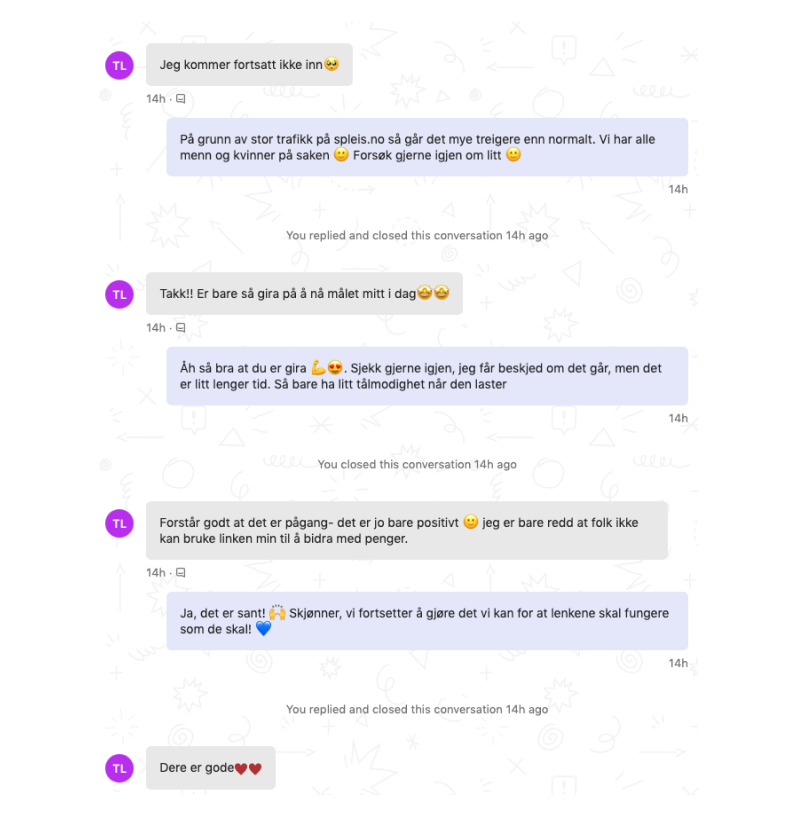 TL
Jeg kommer fortsatt ikke inn🥺
14h ·
På grunn av stor trafikk på spleis.no så går det mye treigere enn normalt. Vi har alle
menn og kvinner på saken 🙂 Forsøk gjerne igjen om litt 🙂
14h
You replied and closed this conversation 14h ago
TL
Takk!! Er bare så gira på å nå målet mitt i dag🤩🤩
14h ·
Åh så bra at du er gira 💪😍. Sjekk gjerne igjen, jeg får beskjed om det går, men det
er litt lenger tid. Så bare ha litt tålmodighet når den laster
14h
You closed this conversation 14h ago
TL
Forstår godt at det er pågang- det er jo bare positivt 🙂 jeg er bare redd at folk ikke
kan bruke linken min til å bidra med penger.
14h ·
Ja, det er sant! 🙌 Skjønner, vi fortsetter å gjøre det vi kan for at lenkene skal fungere
som de skal! 💙
14h
You replied and closed this conversation 14h ago
TL
Dere er gode♥️♥️